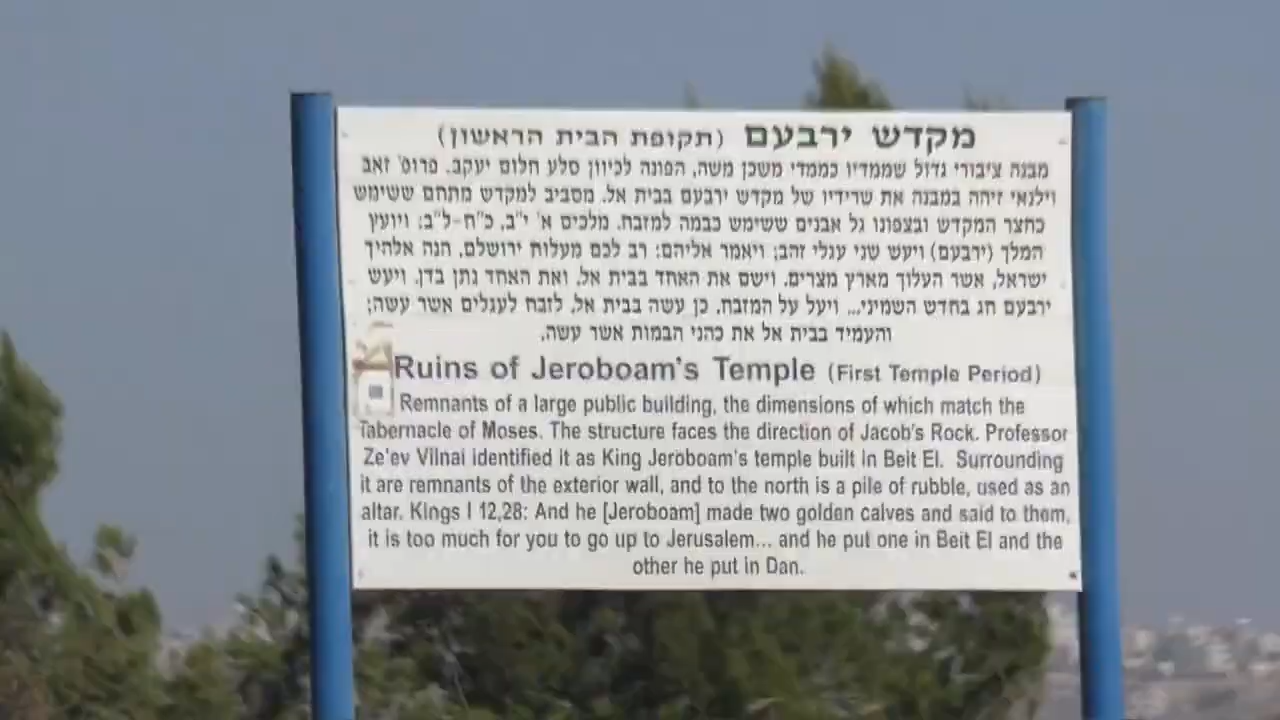 מקדש ירבעם (תקופת הבית הראשון)
מבנה ציבורי גדול שממדיו כממדי משכן משה, הפונה לכיוון סלע חלום יעקב. פרופ' זאב
וילנאי זיהה במבנה את שרידיו של מקדש ירבעם בבית אל. מסביב למקדש מתחם ששימש
כחצר המקדש ובצפונו גל אבנים ששימש כבמה למזבח. מלכים א' י"ב, כ"ח-ל"ב: ויועץ
המלך (ירבעם) ויעש שני עגלי זהב; ויאמר אליהם: רב לכם מעלות ירושלם, הנה אלהיך
ישראל, אשר העלוך מארץ מצרים. וישם את האחד בבית אל, ואת האחד נתן בדן. ויעש
ירבעם חג בחדש השמיני... ויעל על המזבח, כן עשה בבית אל, לזבח לעגלים אשר עשה;
והעמיד בבית אל את כהני הבמות אשר עשה.
Ruins of Jeroboam's Temple (First Temple Period)
Remnants of a large public building, the dimensions of which match the
Tabernacle of Moses. The structure faces the direction of Jacob's Rock. Professor
Ze'ev Vilnai identified it as King Jeroboam's temple built in Beit El. Surrounding
it are remnants of the exterior wall, and to the north is a pile of rubble, used as an
altar. Kings I 12,28: And he [Jeroboam] made two golden calves and said to them,
it is too much for you to go up to Jerusalem... and he put one in Beit El and the
other he put in Dan.